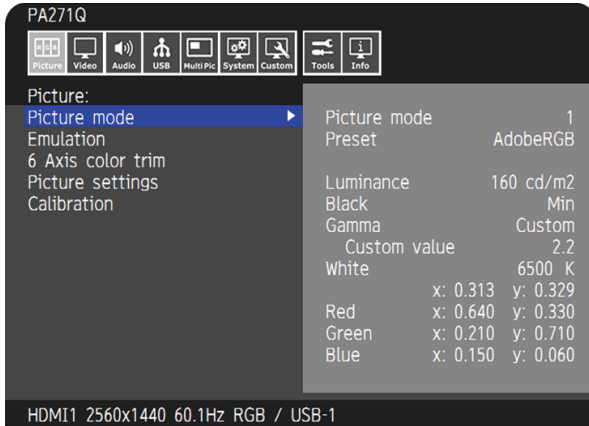 PA271Q
RGB
Picture Video Audio USB MultiPic System Custom Tools Info
Picture:
Picture mode
Emulation
6 Axis color trim
Picture settings
Calibration
Picture mode 1
Preset AdobeRGB
Luminance 160 cd/m2
Black Min
Gamma Custom
Custom value 2.2
White 6500 K
x: 0.313 y: 0.329
Red x: 0.640 y: 0.330
Green x: 0.210 y: 0.710
Blue x: 0.150 y: 0.060
HDMI1 2560x1440 60.1Hz RGB / USB-1